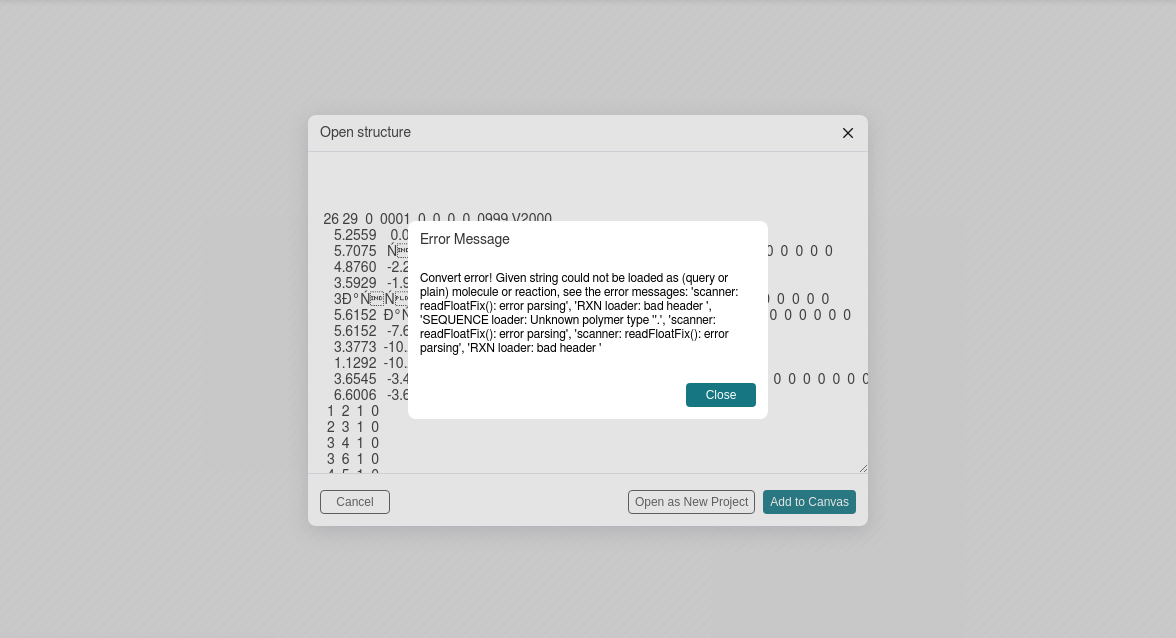 Open structure
26 29  0  0001  0  0  0  0  0999 V2000
5.2559    0.0
5.7075    0  0  0  0  0
4.8760   -2.2
3.5929   -1.9
0  0  0  0  0
5.6152    0  0  0  0  0  0
5.6152   -7.6
3.3773   -10.
1.1292   -10.
3.6545   -3.4    0  0  0  0  0  0  0
6.6006   -3.6
1  2  1  0
2  3  1  0
3  4  1  0
3  6  1  0
Error Message
Convert error! Given string could not be loaded as (query or
plain) molecule or reaction, see the error messages: 'scanner:
readFloatFix(): error parsing', 'RXN loader: bad header ',
'SEQUENCE loader: Unknown polymer type ''.', 'scanner:
readFloatFix(): error parsing', 'scanner: readFloatFix(): error
parsing', 'RXN loader: bad header '
Close
Cancel
Open as New Project
Add to Canvas